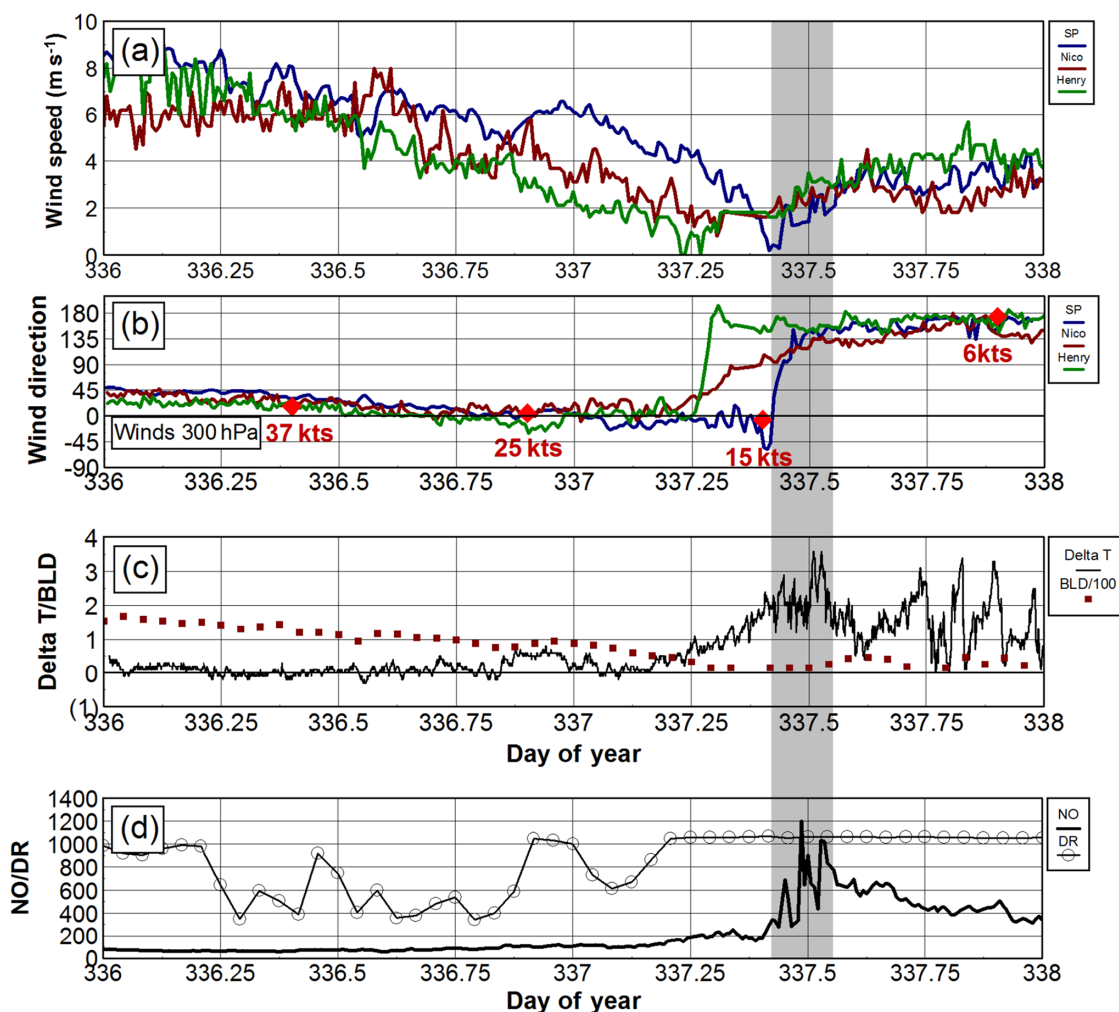 (a)
Wind speed (m s-1)
10
8
6
4
2
0
336 336.25 336.5 336.75 337 337.25 337.5 337.75 338
SP
Nico
Henry
(b)
Wind direction
180
135
90
45
0
-45
-90
Winds 300 hPa
37 kts
25 kts
15 kts
6kts
336 336.25 336.5 336.75 337 337.25 337.5 337.75 338
SP
Nico
Henry
(c)
Delta T/BLD
4
3
2
1
0
(1)
336 336.25 336.5 336.75 337 337.25 337.5 337.75 338
Day of year
Delta T
BLD/100
(d)
NO/DR
1400
1200
1000
800
600
400
200
0
336 336.25 336.5 336.75 337 337.25 337.5 337.75 338
Day of year
NO
DR